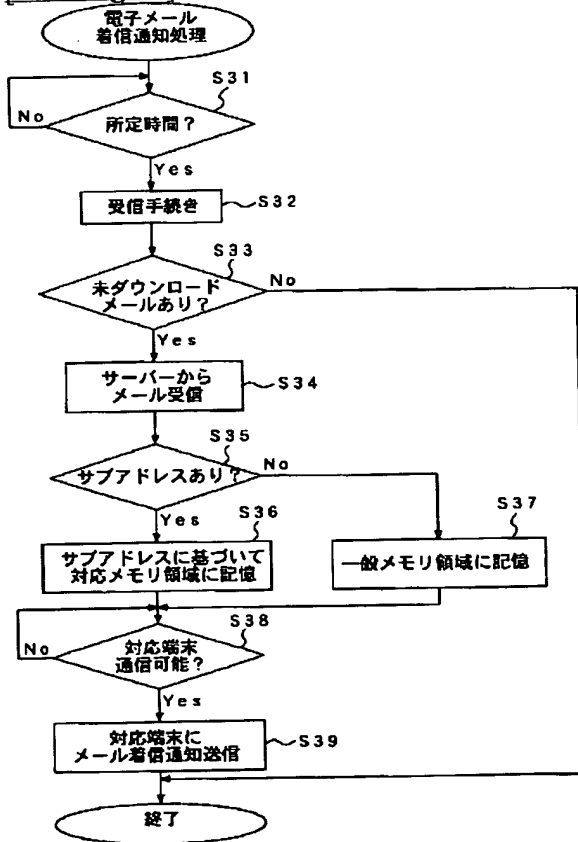 電子メール
着信通知処理
S31
No
所定時間？
Yes
受信手続き
S32
S33
No
未ダウンロード
メールあり？
Yes
サーバーから
メール受信
S34
S35
サブアドレスあり？
No
Yes
S36
S37
サブアドレスに基づいて
対応メモリ領域に記憶
一般メモリ領域に記憶
S38
No
対応端末
通信可能？
Yes
対応端末に
メール着信通知送信
S39
終了